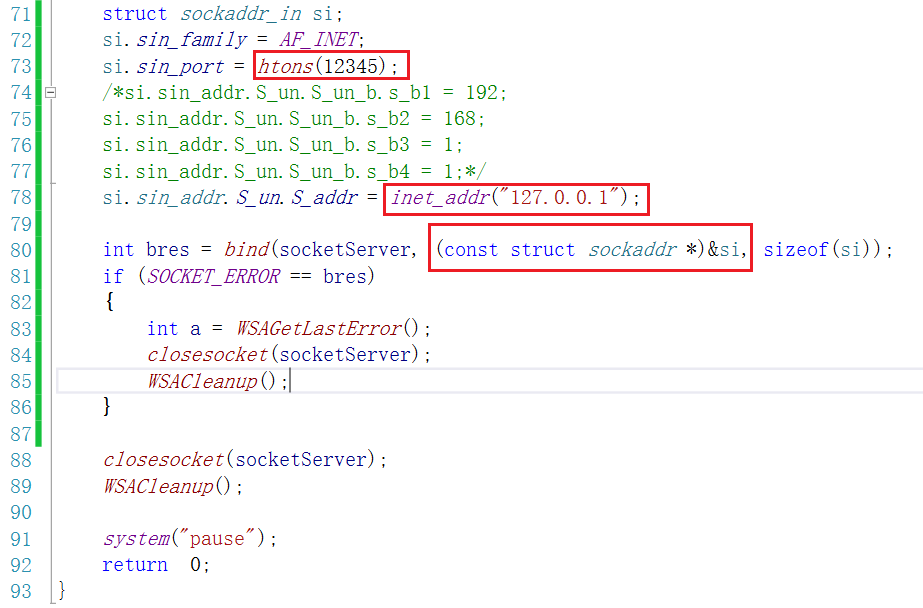 71 struct sockaddr_in si;
72 si.sin_family = AF_INET;
73 si.sin_port = htons(12345);
74 /*si.sin_addr.S_un.S_un_b.s_b1 = 192;
75 si.sin_addr.S_un.S_un_b.s_b2 = 168;
76 si.sin_addr.S_un.S_un_b.s_b3 = 1;
77 si.sin_addr.S_un.S_un_b.s_b4 = 1;*/
78 si.sin_addr.S_un.S_addr = inet_addr("127.0.0.1");
79
80 int bres = bind(socketServer, (const struct sockaddr *)&si, sizeof(si));
81 if (SOCKET_ERROR == bres)
82 {
83 int a = WSAGetLastError();
84 closesocket(socketServer);
85 WSACleanup();
86 }
87
88 closesocket(socketServer);
89 WSACleanup();
90
91 system("pause");
92 return 0;
93 }